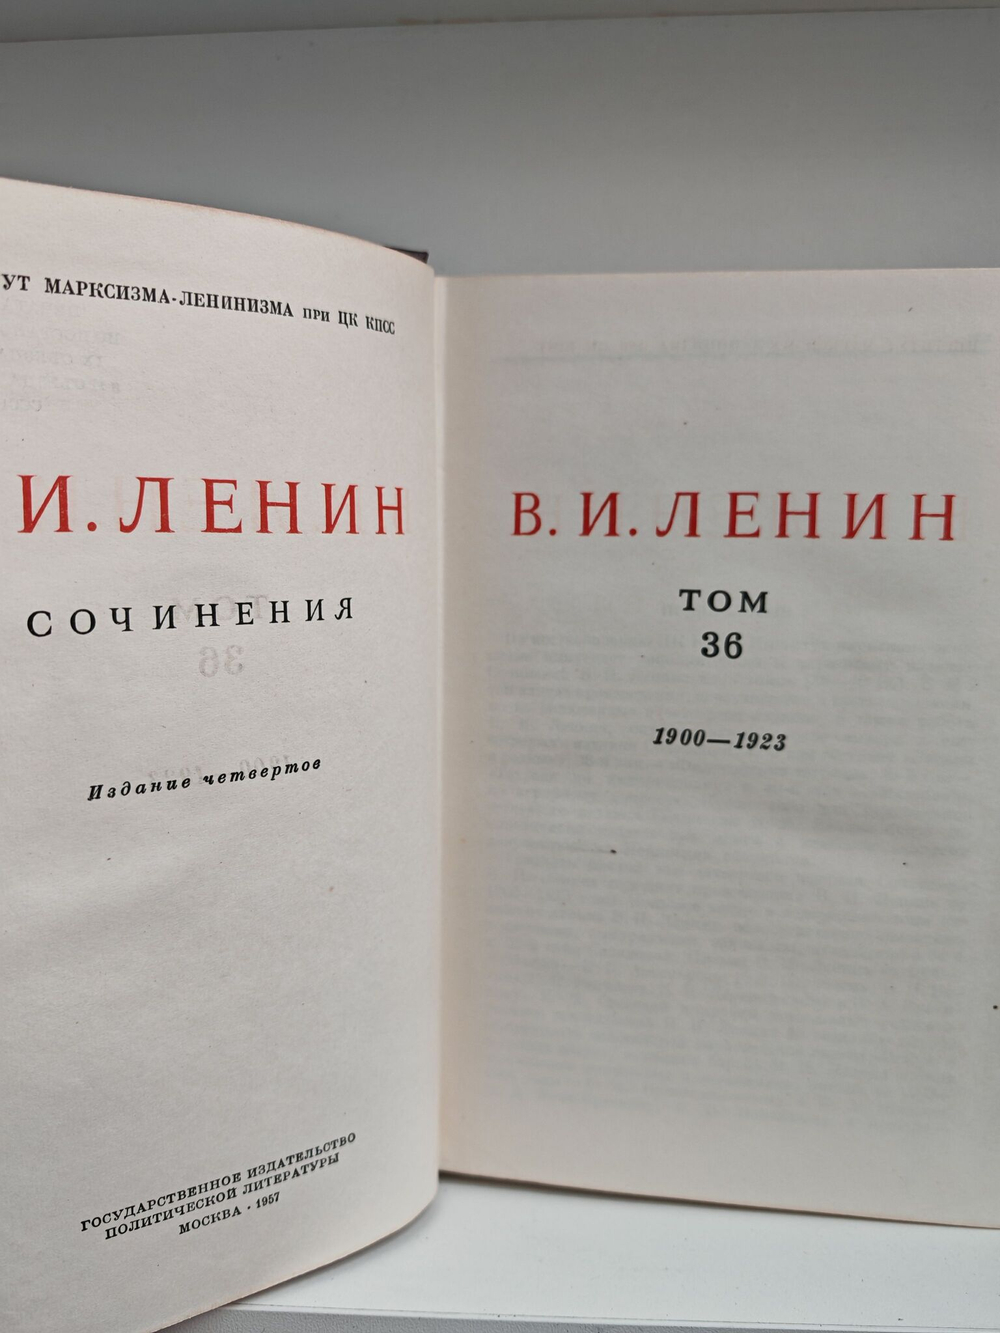 УТ МАРКСИЗМА-ЛЕНИНИЗМА ПРИ ЦК КПСС
И. ЛЕНИН
СОЧИНЕНИЯ
Издание четвертое
ГОСУДАРСТВЕННОЕ ИЗДАТЕЛЬСТВО
ПОЛИТИЧЕСКОЙ ЛИТЕРАТУРЫ
МОСКВА · 1957
В. И. ЛЕНИН
ТОМ
36
1900—1923